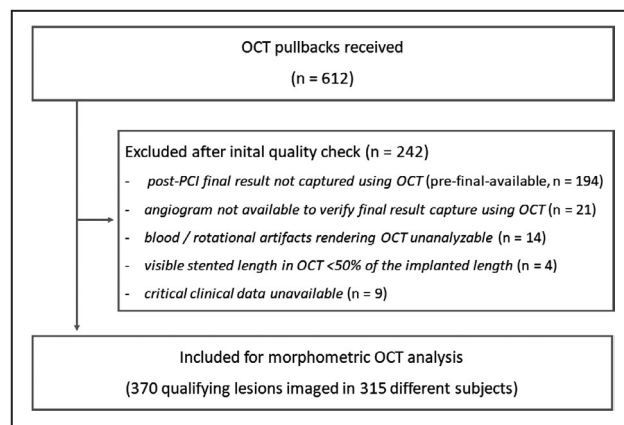 OCT pullbacks received
(n = 612)
Excluded after inital quality check (n = 242)
- post-PCI final result not captured using OCT (pre-final-available, n = 194)
- angiogram not available to verify final result capture using OCT (n = 21)
- blood / rotational artifacts rendering OCT unanalyzable (n = 14)
- visible stented length in OCT <50% of the implanted length (n = 4)
- critical clinical data unavailable (n = 9)
Included for morphometric OCT analysis
(370 qualifying lesions imaged in 315 different subjects)